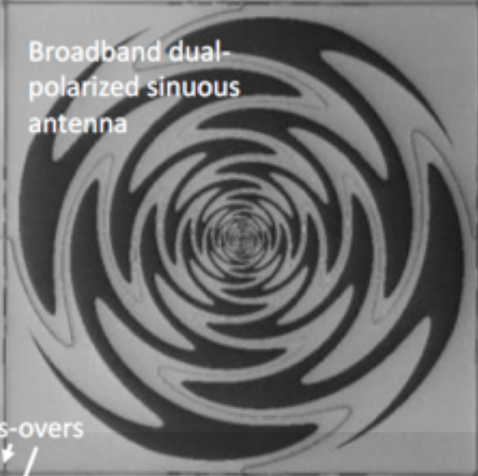 Broadband dual-
polarized sinuous
antenna
s-overs